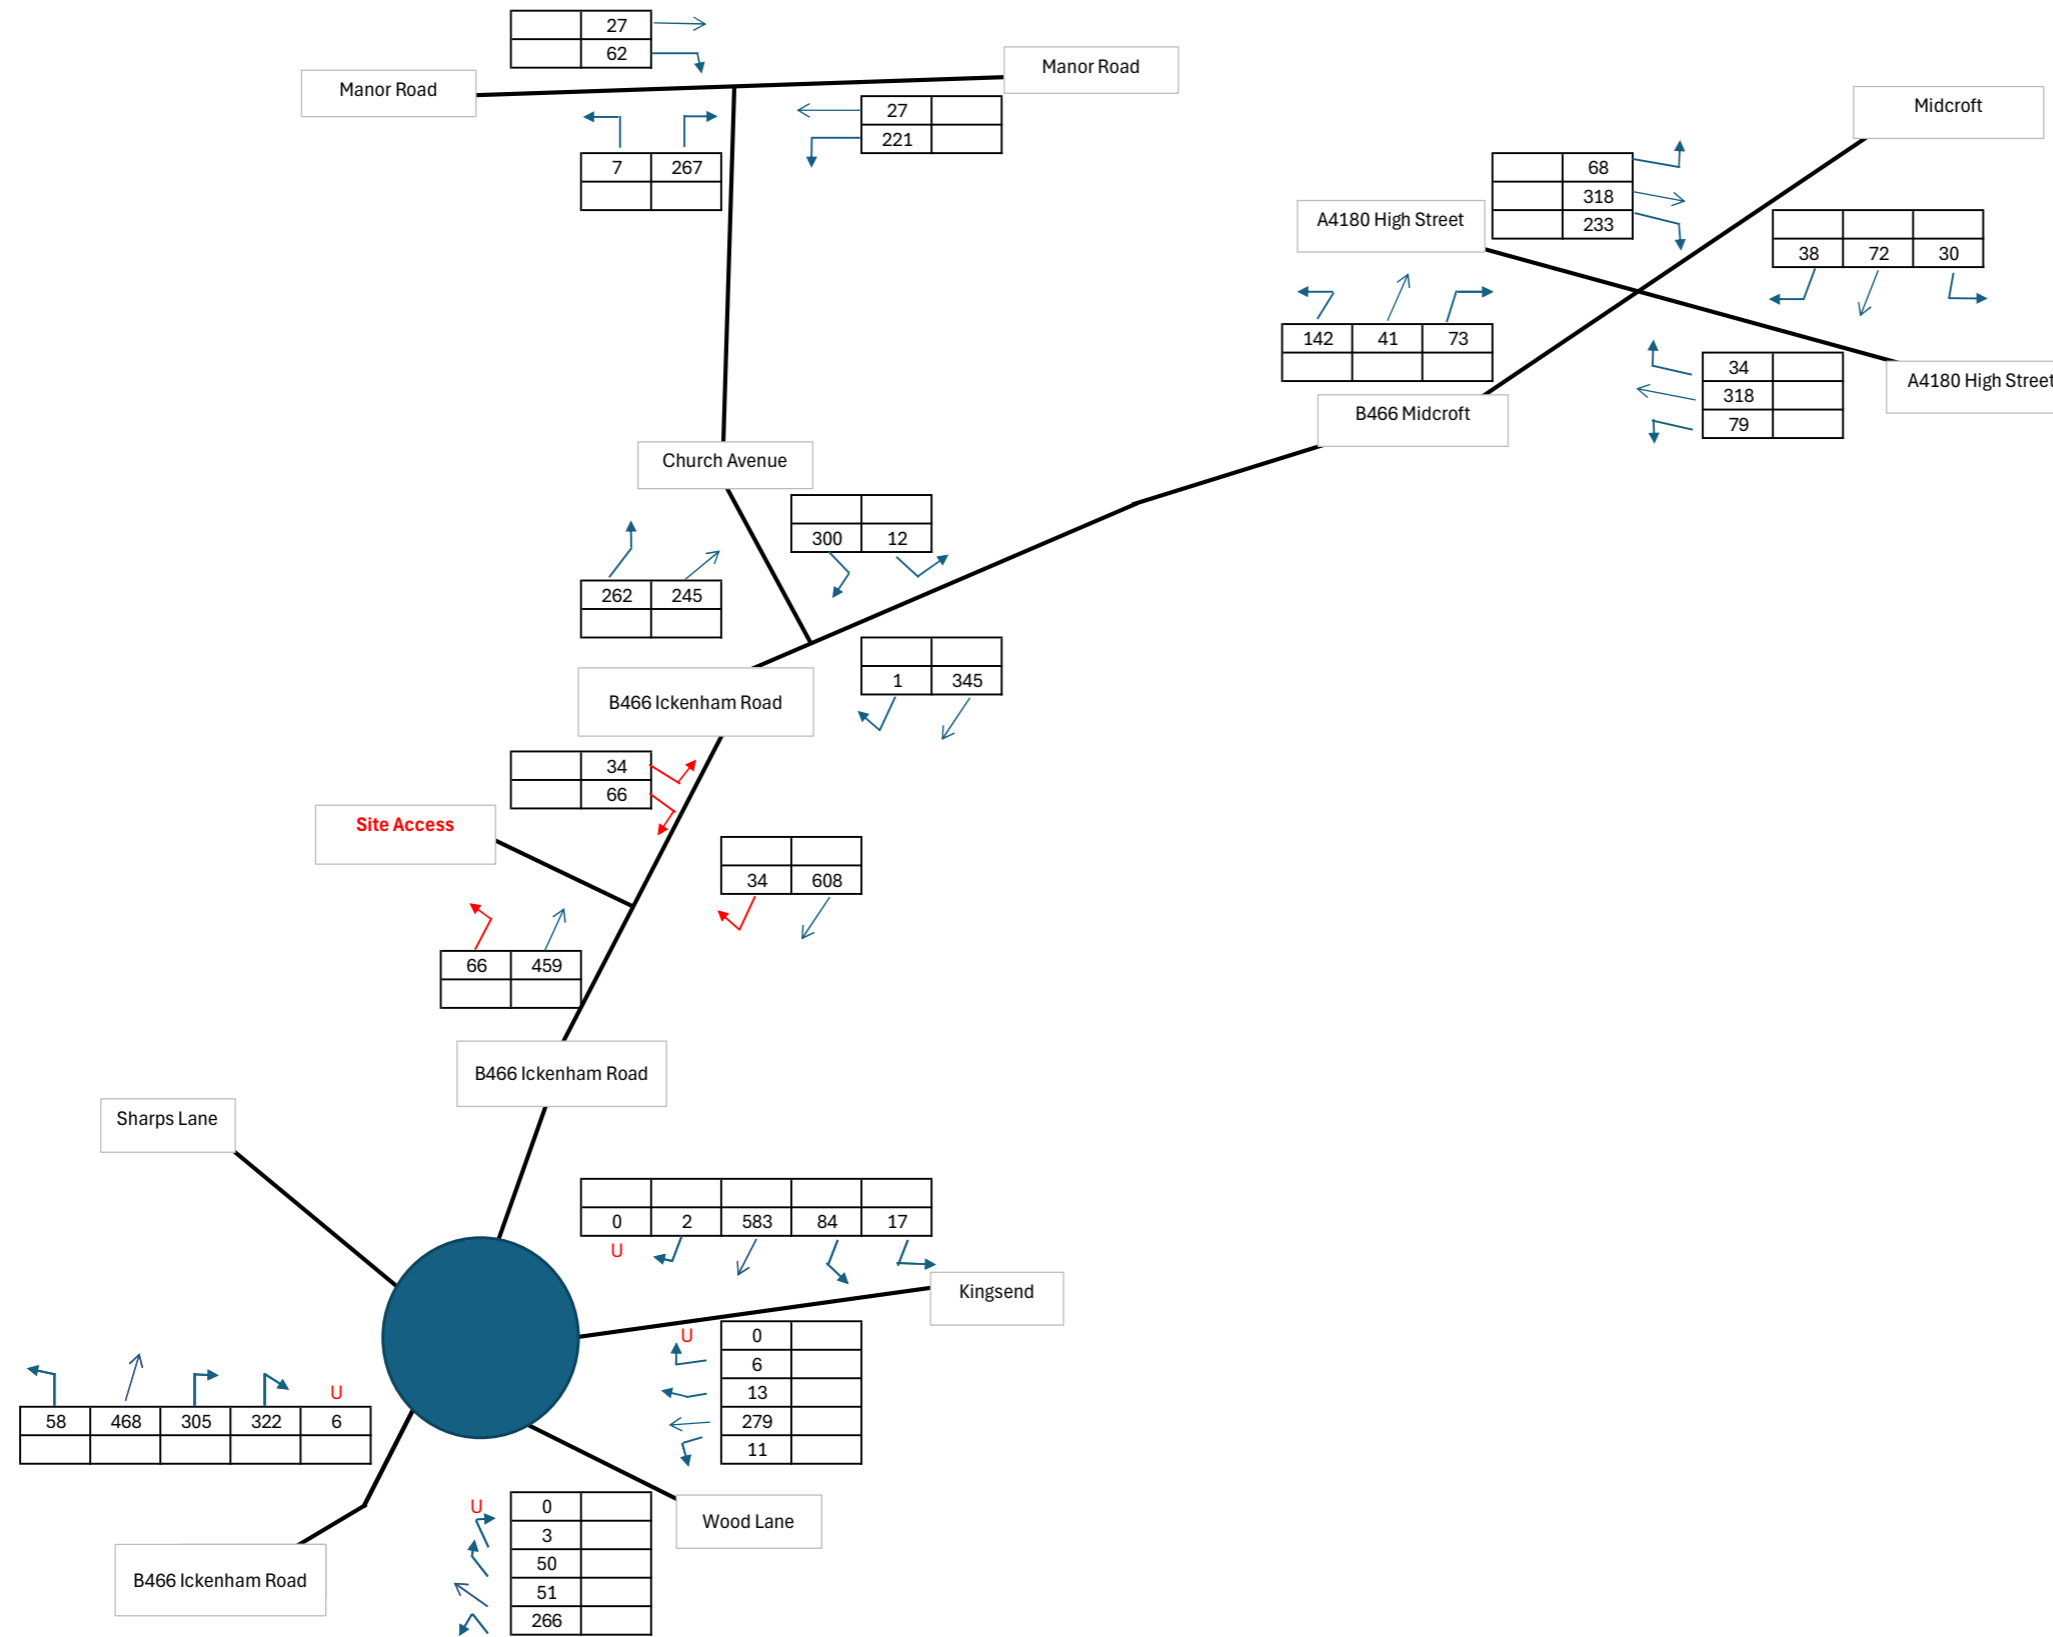 27
62
Manor Road
Manor Road
27
221
7 267
Midcroft
68
318
233
A4180 High Street
38 72 30
142 41 73
34
318
79
A4180 High Street
B466 Midcroft
Church Avenue
300 12
262 245
1 345
B466 Ickenham Road
34
66
Site Access
34 608
66 459
B466 Ickenham Road
Sharps Lane
0 2 583 84 17
U
Kingsend
U 0
6
13
279
11
U
58 468 305 322 6
U 0
3
50
51
266
Wood Lane
B466 Ickenham Road